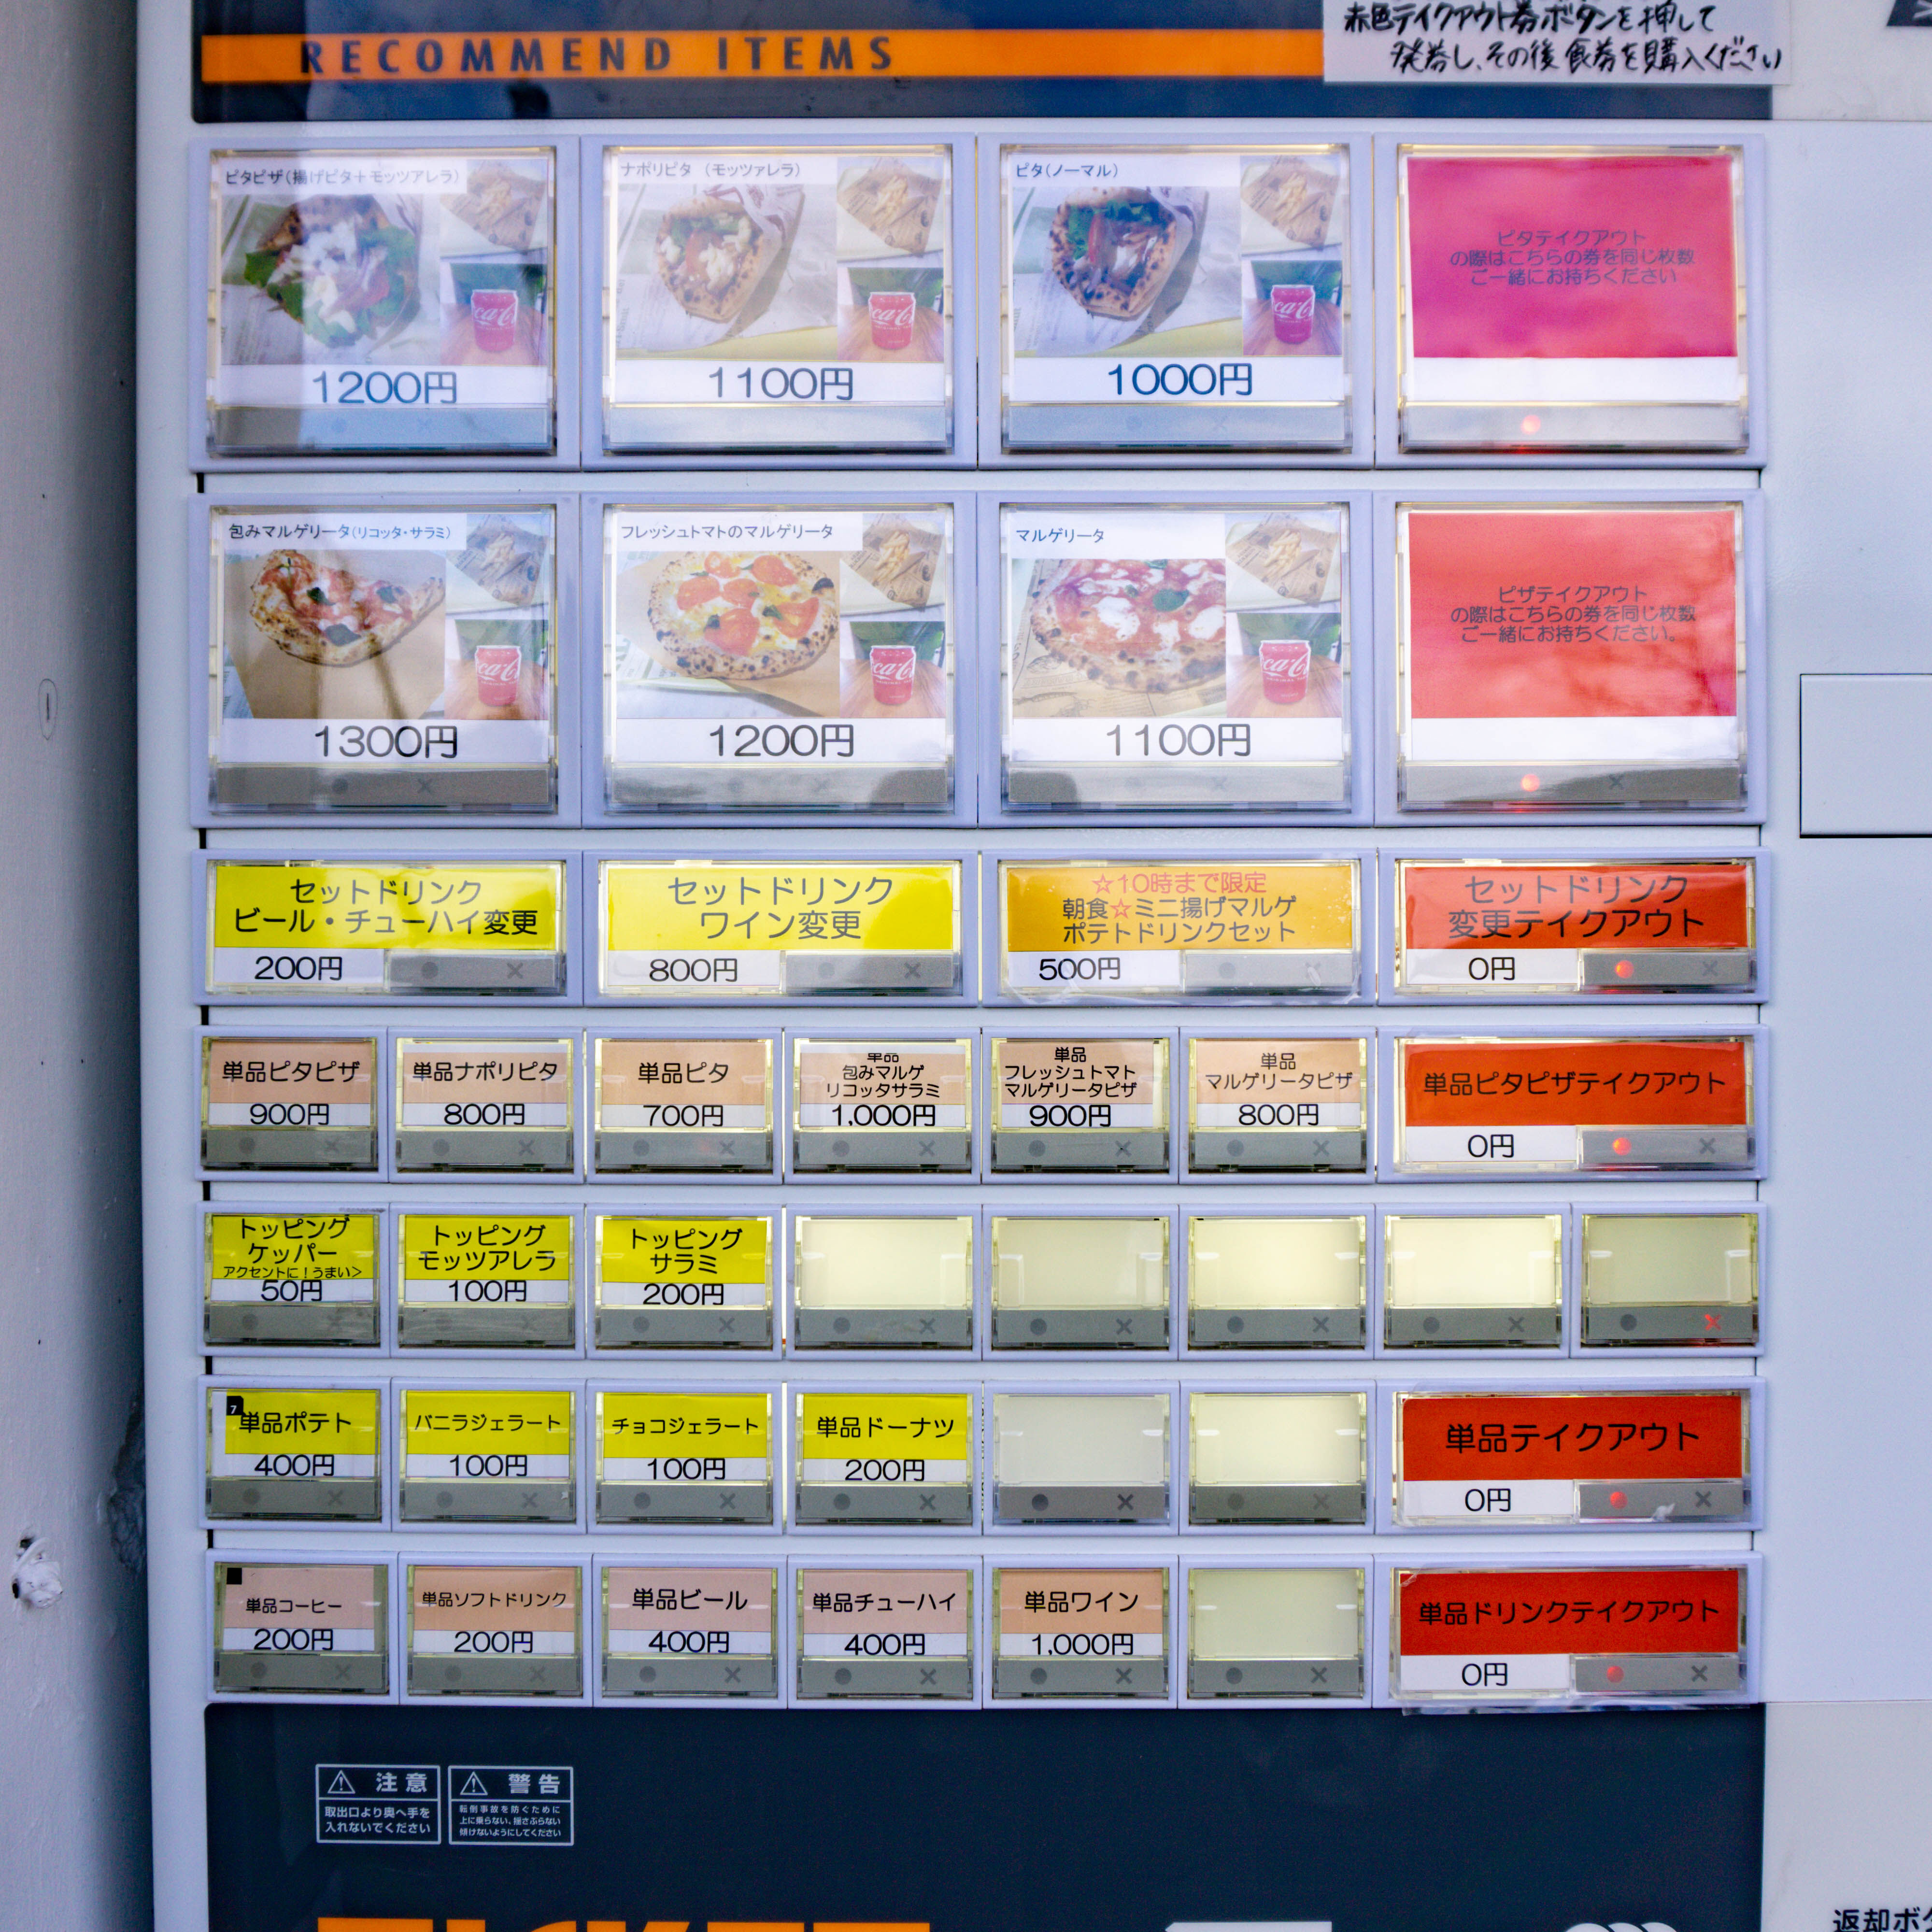 赤色テイクアウト券ボタンを押して
発券し、その後食券を購入ください
RECOMMEND ITEMS
ピタピザ(揚げピタ+モッツアレラ)
1200円
ナポリピタ (モッツァレラ)
1100円
ピタ(ノーマル)
1000円
ピタテイクアウト
の際はこちらの券を同じ枚数
ご一緒にお持ちください
包みマルゲリータ(リコッタ・サラミ)
1300円
フレッシュトマトのマルゲリータ
1200円
マルゲリータ
1100円
ピザテイクアウト
の際はこちらの券を同じ枚数
ご一緒にお持ちください。
セットドリンク
ビール・チューハイ変更
200円
セットドリンク
ワイン変更
800円
☆10時まで限定
朝食☆ミニ揚げマルゲ
ポテトドリンクセット
500円
セットドリンク
変更テイクアウト
0円
単品ピタピザ
900円
単品ナポリピタ
800円
単品ピタ
700円
単品
包みマルゲ
リコッタサラミ
1,000円
単品
フレッシュトマト
マルゲリータピザ
900円
単品
マルゲリータピザ
800円
単品ピタピザテイクアウト
0円
トッピング
ケッパー
アクセントに!うまい>
50円
トッピング
モッツアレラ
100円
トッピング
サラミ
200円
7
単品ポテト
400円
バニラジェラート
100円
チョコジェラート
100円
単品ドーナツ
200円
単品テイクアウト
0円
単品コーヒー
200円
単品ソフトドリンク
200円
単品ビール
400円
単品チューハイ
400円
単品ワイン
1,000円
単品ドリンクテイクアウト
0円
注意
取出口より奥へ手を
入れないでください
警告
転倒事故を防ぐために
上に乗らない、揺さぶらない
傾けないようにしてください